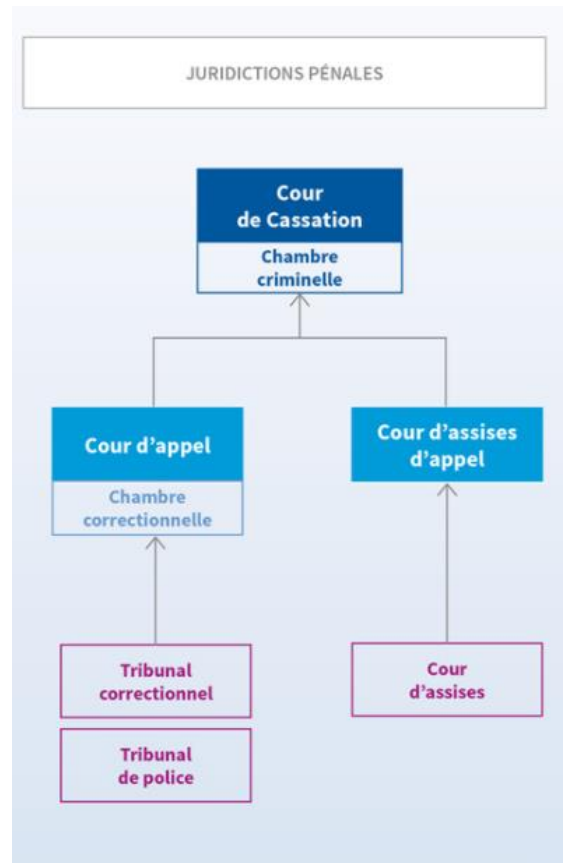 JURIDICTIONS PÉNALES
Cour
de Cassation
Chambre
criminelle
Cour d’appel
Chambre
correctionnelle
Cour d’assises
d’appel
Tribunal
correctionnel
Cour
d’assises
Tribunal
de police